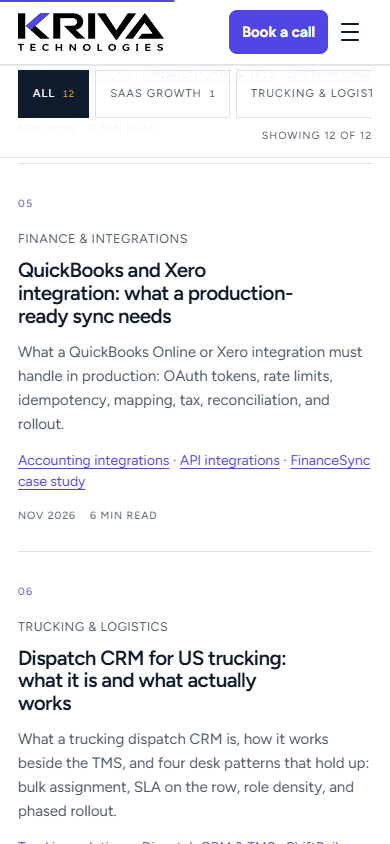 KRIVA
TECHNOLOGIES
Book a call
ALL 12
SAAS GROWTH 1
TRUCKING & LOGIST
NOV 2026 6 MIN READ
SHOWING 12 OF 12
05
FINANCE & INTEGRATIONS
QuickBooks and Xero
integration: what a production-
ready sync needs
What a QuickBooks Online or Xero integration must
handle in production: OAuth tokens, rate limits,
idempotency, mapping, tax, reconciliation, and
rollout.
Accounting integrations · API integrations · FinanceSync
case study
NOV 2026 6 MIN READ
06
TRUCKING & LOGISTICS
Dispatch CRM for US trucking:
what it is and what actually
works
What a trucking dispatch CRM is, how it works
beside the TMS, and four desk patterns that hold up:
bulk assignment, SLA on the row, role density, and
phased rollout.